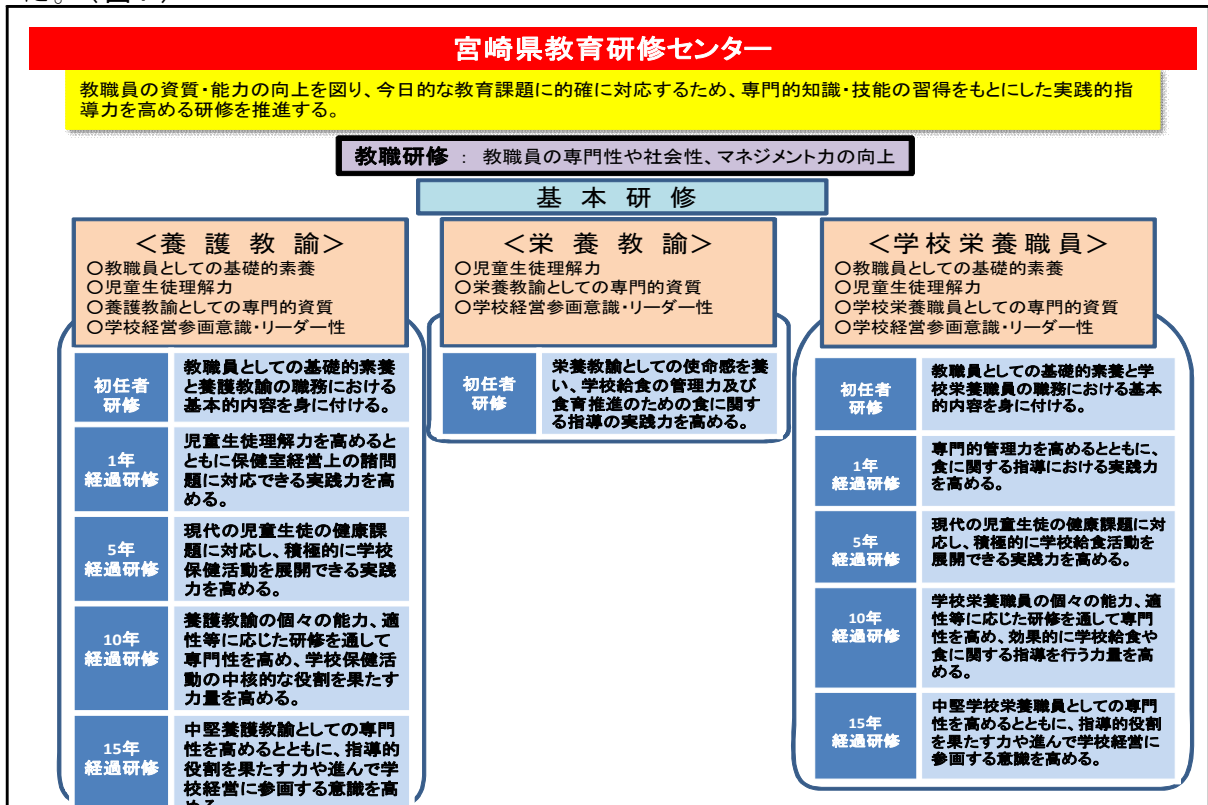 宮崎県教育研修センター
教職員の資質・能力の向上を図り、今日的な教育課題に的確に対応するため、専門的知識・技能の習得をもとにした実践的指
導力を高める研修を推進する。
教職研修 ： 教職員の専門性や社会性、マネジメント力の向上
基 本 研 修
＜養 護 教 諭＞
○教職員としての基礎的素養
○児童生徒理解力
○養護教諭としての専門的資質
○学校経営参画意識・リーダー性
初任者
研修
教職員としての基礎的素養
と養護教諭の職務における
基本的内容を身に付ける。
1年
経過研修
児童生徒理解力を高めると
ともに保健室経営上の諸問
題に対応できる実践力を高
める。
5年
経過研修
現代の児童生徒の健康課
題に対応し、積極的に学校
保健活動を展開できる実践
力を高める。
10年
経過研修
養護教諭の個々の能力、適
性等に応じた研修を通して
専門性を高め、学校保健活
動の中核的な役割を果たす
力量を高める。
15年
経過研修
中堅養護教諭としての専門
性を高めるとともに、指導的
役割を果たす力や進んで学
校経営に参画する意識を高
＜栄 養 教 諭＞
○児童生徒理解力
○栄養教諭としての専門的資質
○学校経営参画意識・リーダー性
初任者
研修
栄養教諭としての使命感を養
い、学校給食の管理力及び
食育推進のための食に関す
る指導の実践力を高める。
＜学校栄養職員＞
○教職員としての基礎的素養
○児童生徒理解力
○学校栄養職員としての専門的資質
○学校経営参画意識・リーダー性
初任者
研修
教職員としての基礎的素養と学
校栄養職員の職務における基本
的内容を身に付ける。
1年
経過研修
専門的管理力を高めるとともに、
食に関する指導における実践力
を高める。
5年
経過研修
現代の児童生徒の健康課題に対
応し、積極的に学校給食活動を
展開できる実践力を高める。
10年
経過研修
学校栄養職員の個々の能力、適
性等に応じた研修を通して専門
性を高め、効果的に学校給食や
食に関する指導を行う力量を高
める。
15年
経過研修
中堅学校栄養職員としての専門
性を高めるとともに、指導的役割
を果たす力や進んで学校経営に
参画する意識を高める。